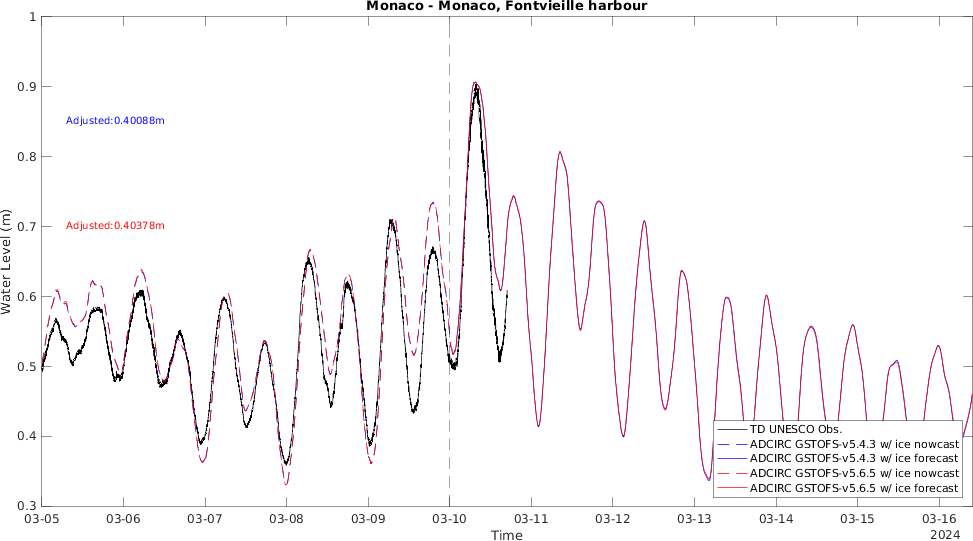 Monaco - Monaco, Fontvieille harbour
Water Level (m)
1
0.9
0.8
0.7
0.6
0.5
0.4
0.3
Adjusted:0.40088m
Adjusted:0.40378m
TD UNESCO Obs.
ADCIRC GSTOFS-v5.4.3 w/ ice nowcast
ADCIRC GSTOFS-v5.4.3 w/ ice forecast
ADCIRC GSTOFS-v5.6.5 w/ ice nowcast
ADCIRC GSTOFS-v5.6.5 w/ ice forecast
03-05 03-06 03-07 03-08 03-09 03-10 03-11 03-12 03-13 03-14 03-15 03-16
Time
2024